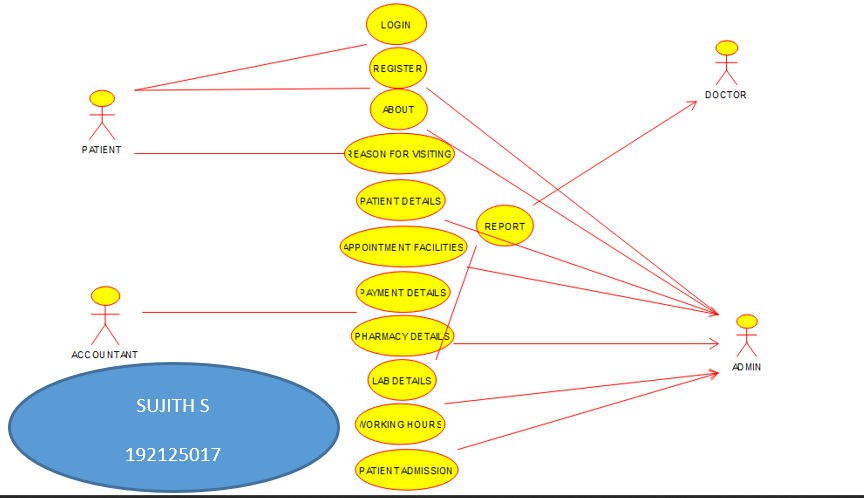 LOGIN
REGISTER
ABOUT
REASON FOR VISITING
PATIENT DETAILS
APPOINTMENT FACILITIES
PAYMENT DETAILS
PHARMACY DETAILS
LAB DETAILS
WORKING HOURS
PATIENT ADMISSION
REPORT
PATIENT
ACCOUNTANT
DOCTOR
ADMIN
SUJITH S
192125017